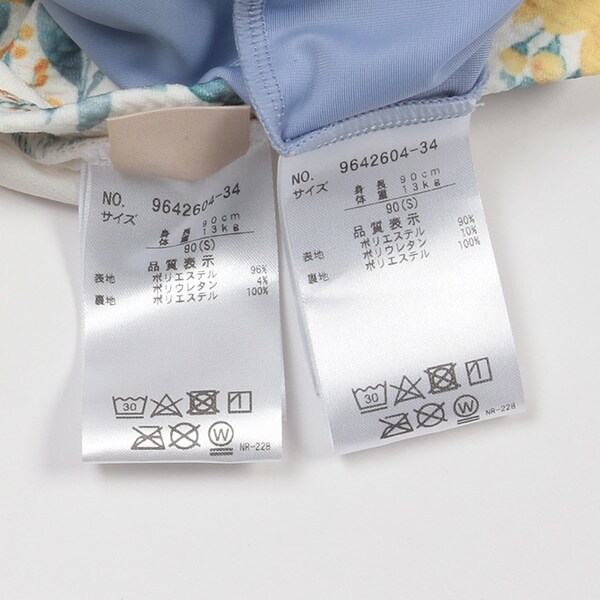 NO. 9642604-34
サイズ
身長 90cm
体重 13kg
90(S)
品質表示
表地 ポリエステル 96%
ポリウレタン 4%
裏地 ポリエステル 100%
30
W
NR-228
NO. 9642604-34
サイズ
身長 90cm
体重 13kg
90(S)
品質表示
表地 ポリエステル 90%
ポリウレタン 10%
裏地 ポリエステル 100%
30
W
NR-228